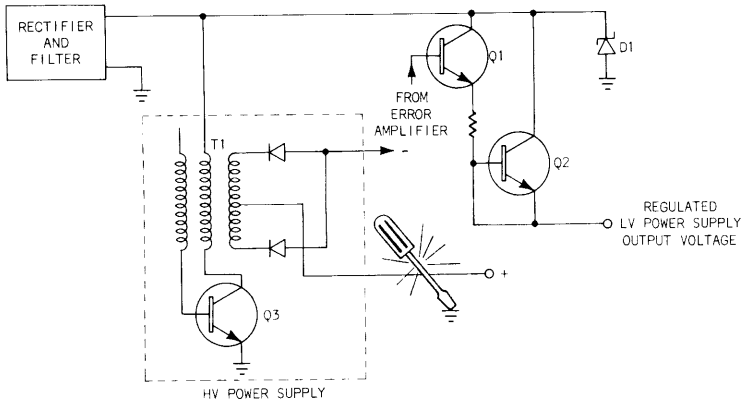 RECTIFIER
AND
FILTER
Q1
D1
FROM
ERROR
AMPLIFIER
T1
Q2
-
REGULATED
LV POWER SUPPLY
OUTPUT VOLTAGE
+
Q3
HV POWER SUPPLY